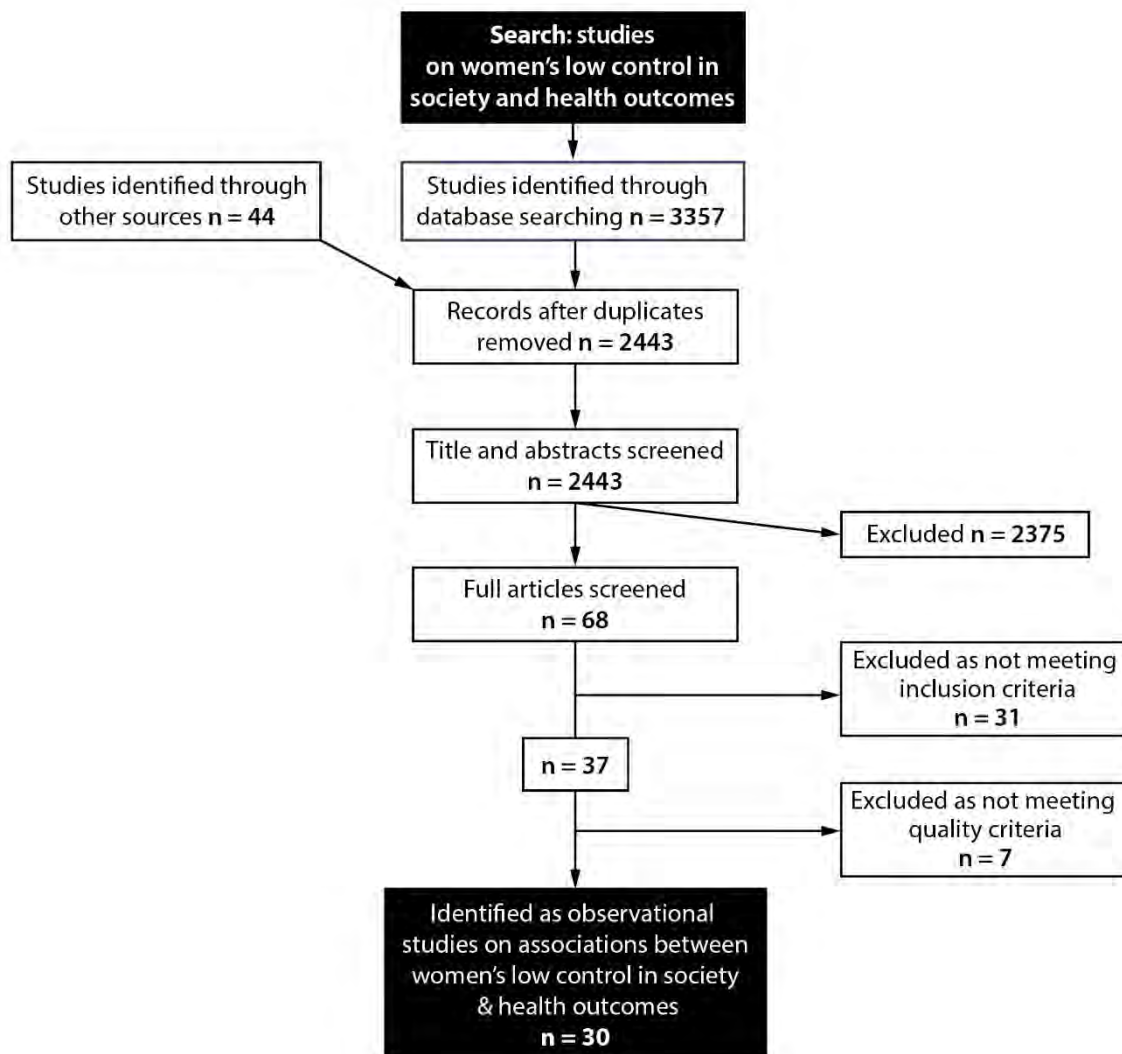 Search: studies
on women's low control in
society and health outcomes
Studies identified through
other sources n = 44
Studies identified through
database searching n = 3357
Records after duplicates
removed n = 2443
Title and abstracts screened
n = 2443
Excluded n = 2375
Full articles screened
n = 68
Excluded as not meeting
inclusion criteria
n = 31
n = 37
Excluded as not meeting
quality criteria
n = 7
Identified as observational
studies on associations between
women's low control in society
& health outcomes
n = 30